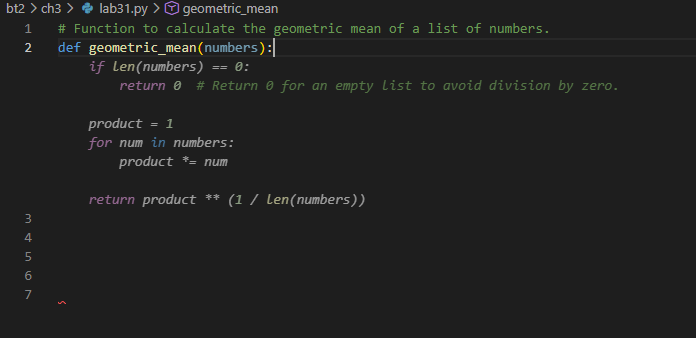 bt2 > ch3 > lab31.py > geometric_mean
1 # Function to calculate the geometric mean of a list of numbers.
2 def geometric_mean(numbers):
if len(numbers) == 0:
return 0  # Return 0 for an empty list to avoid division by zero.
product = 1
for num in numbers:
product *= num
return product ** (1 / len(numbers))
3
4
5
6
7